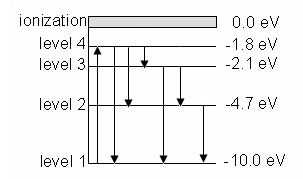 ionization 0.0 eV
level 4 -1.8 eV
level 3 -2.1 eV
level 2 -4.7 eV
level 1 -10.0 eV